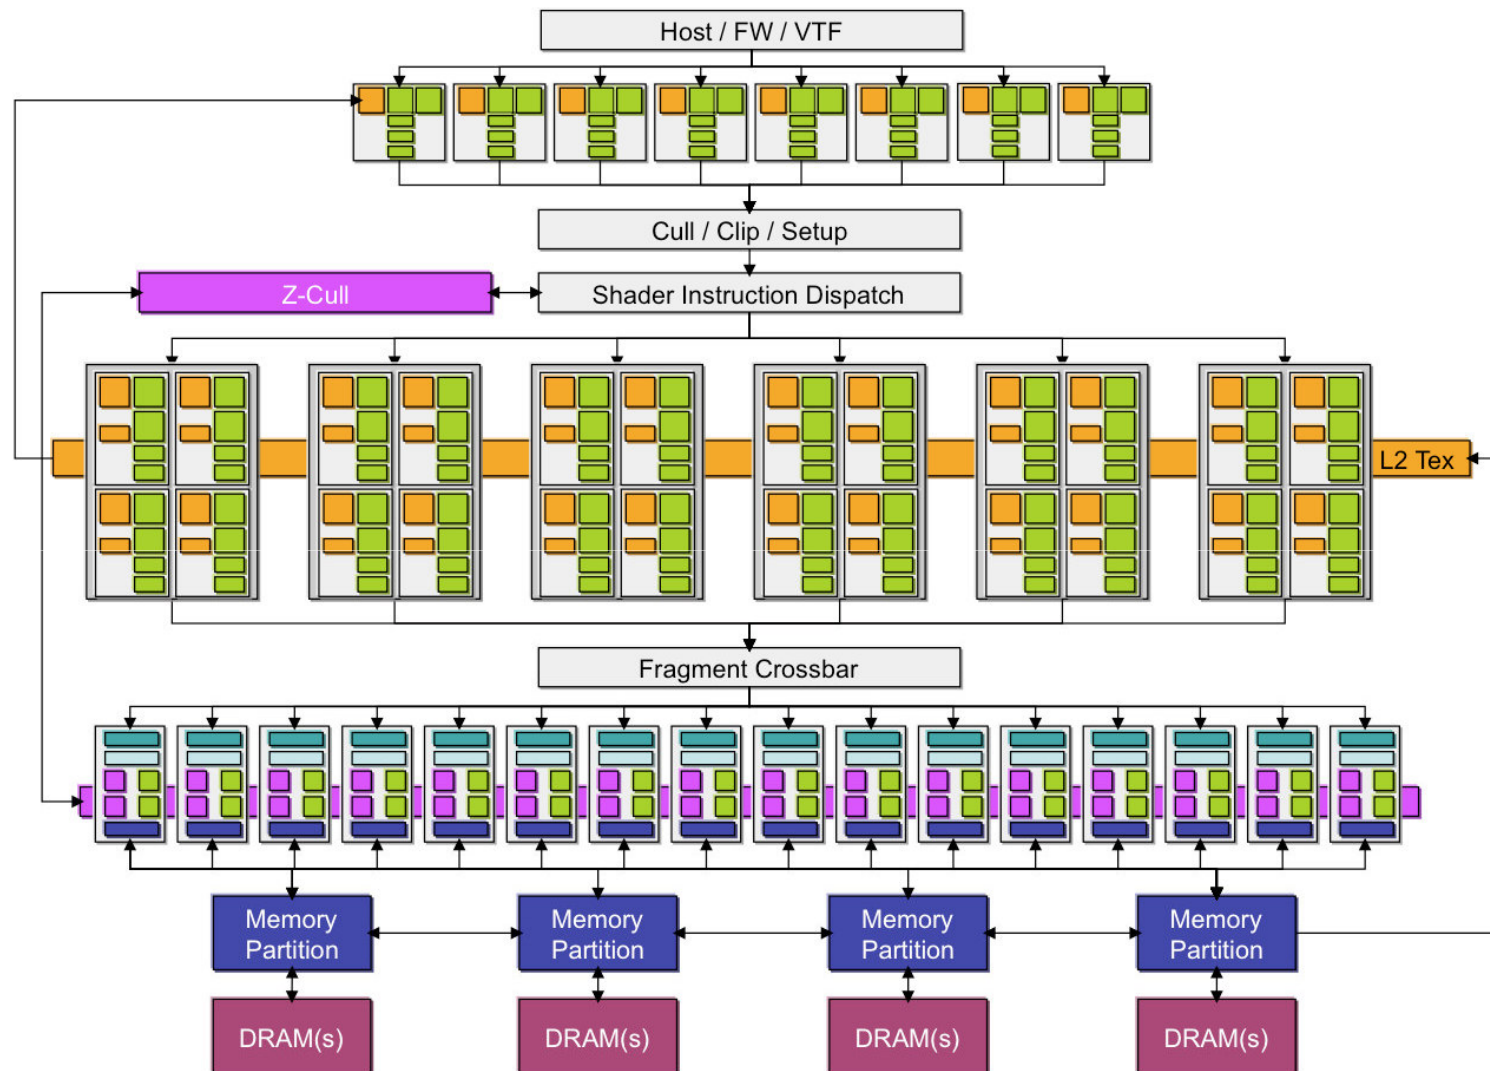 Host / FW / VTF
Cull / Clip / Setup
Z-Cull
Shader Instruction Dispatch
L2 Tex
Fragment Crossbar
Memory
Partition
Memory
Partition
Memory
Partition
Memory
Partition
DRAM(s)
DRAM(s)
DRAM(s)
DRAM(s)